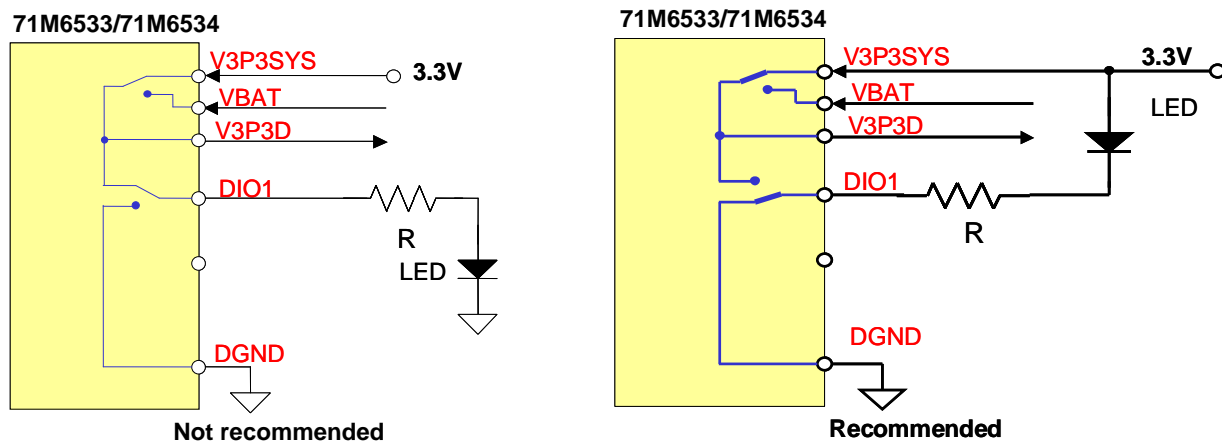 71M6533/71M6534
V3P3SYS
3.3V
VBAT
V3P3D
DIO1
R
LED
DGND
Not recommended
71M6533/71M6534
V3P3SYS
3.3V
VBAT
LED
V3P3D
DIO1
R
DGND
Recommended